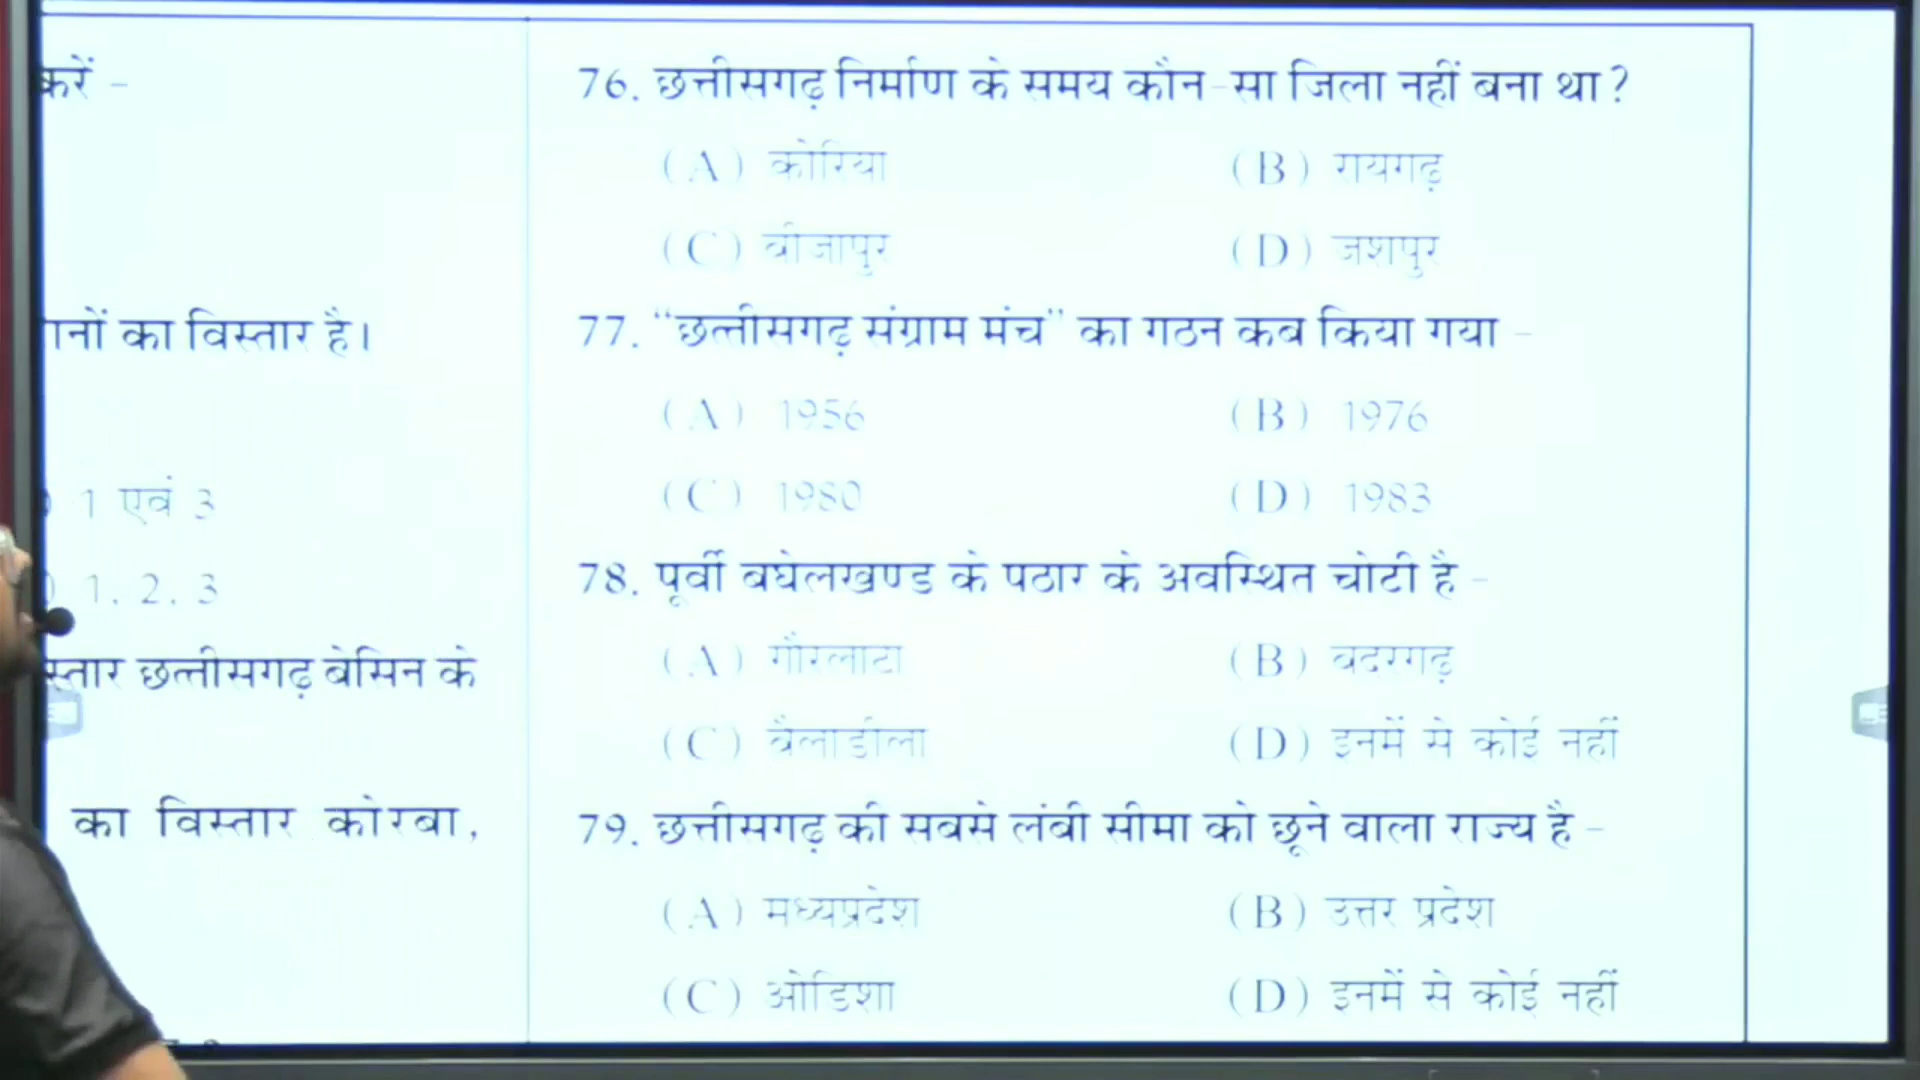 करें -
ानों का विस्तार है।
1 एवं 3
1. 2. 3
स्तार छत्तीसगढ़ बेसिन के
का विस्तार कोरबा,
76. छत्तीसगढ़ निर्माण के समय कौन-सा जिला नहीं बना था?
(A) कोरिया (B) रायगढ़
(C) बीजापुर (D) जशपुर
77. “छत्तीसगढ़ संग्राम मंच” का गठन कब किया गया -
(A) 1956 (B) 1976
(C) 1980 (D) 1983
78. पूर्वी बघेलखण्ड के पठार के अवस्थित चोटी है -
(A) गौरलाटा (B) बदरगढ़
(C) बैलाडीला (D) इनमें से कोई नहीं
79. छत्तीसगढ़ की सबसे लंबी सीमा को छूने वाला राज्य है -
(A) मध्यप्रदेश (B) उत्तर प्रदेश
(C) ओडिशा (D) इनमें से कोई नहीं